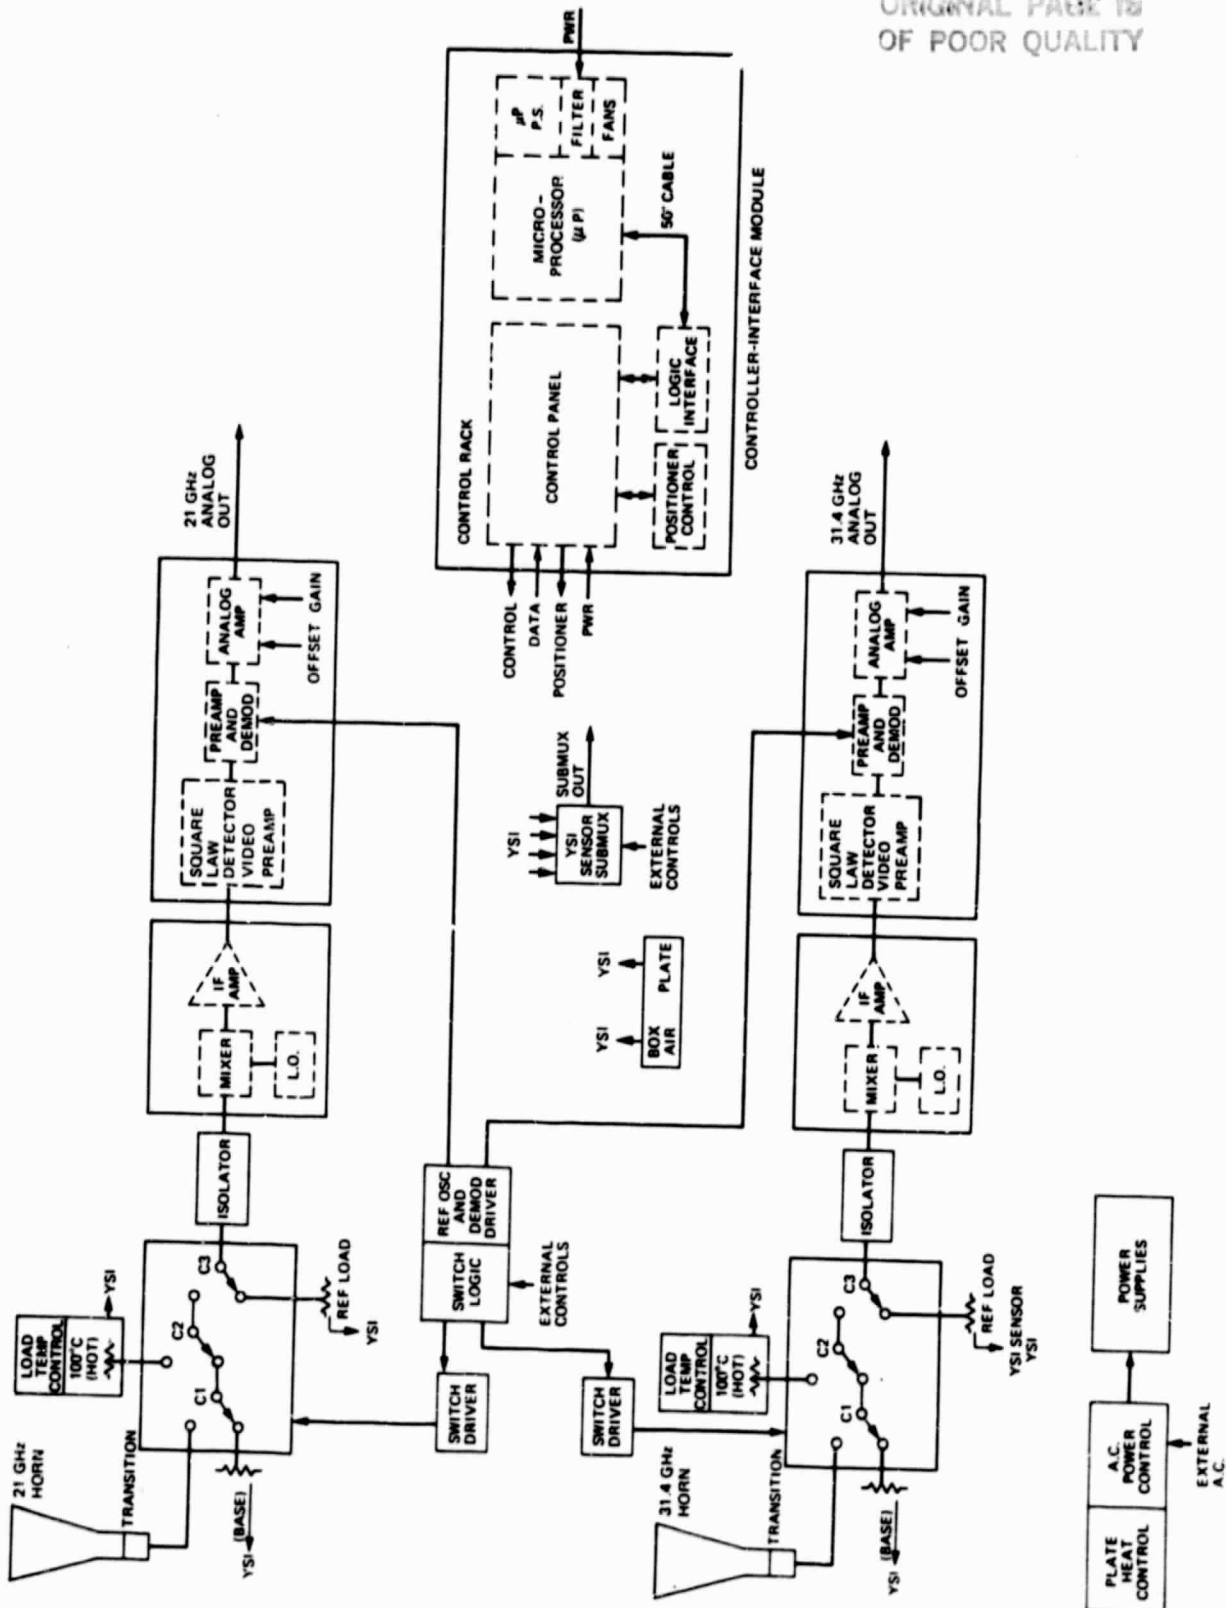 ORIGINAL PAGE IS
OF POOR QUALITY
21 GHz
HORN
TRANSITION
LOAD
TEMP
CONTROL
100°C
(HOT)
YSI
C1
C2
C3
(BASE)
YSI
REF LOAD
YSI
ISOLATOR
MIXER
L.O.
IF
AMP
SQUARE
LAW
DETECTOR
VIDEO
PREAMP
PREAMP
AND
DEMOD
ANALOG
AMP
OFFSET
GAIN
21 GHz
ANALOG
OUT
SWITCH
DRIVER
SWITCH
DRIVER
SWITCH
LOGIC
REF OSC
AND
DEMOD
DRIVER
EXTERNAL
CONTROLS
YSI
YSI
BOX
AIR
PLATE
YSI
YSI
SENSOR
SUBMUX
SUBMUX
OUT
EXTERNAL
CONTROLS
CONTROL
DATA
POSITIONER
PWR
CONTROL RACK
CONTROL PANEL
POSITIONER
CONTROL
LOGIC
INTERFACE
MICRO-
PROCESSOR
(µP)
µP
P.S.
FILTER
FANS
PWR
50' CABLE
CONTROLLER-INTERFACE MODULE
31.4 GHz
HORN
TRANSITION
LOAD
TEMP
CONTROL
100°C
(HOT)
YSI
C1
C2
C3
(BASE)
YSI
REF LOAD
YSI SENSOR
YSI
ISOLATOR
MIXER
L.O.
IF
AMP
SQUARE
LAW
DETECTOR
VIDEO
PREAMP
PREAMP
AND
DEMOD
ANALOG
AMP
OFFSET
GAIN
31.4 GHz
ANALOG
OUT
PLATE
HEAT
CONTROL
A.C.
POWER
CONTROL
POWER
SUPPLIES
EXTERNAL
A.C.